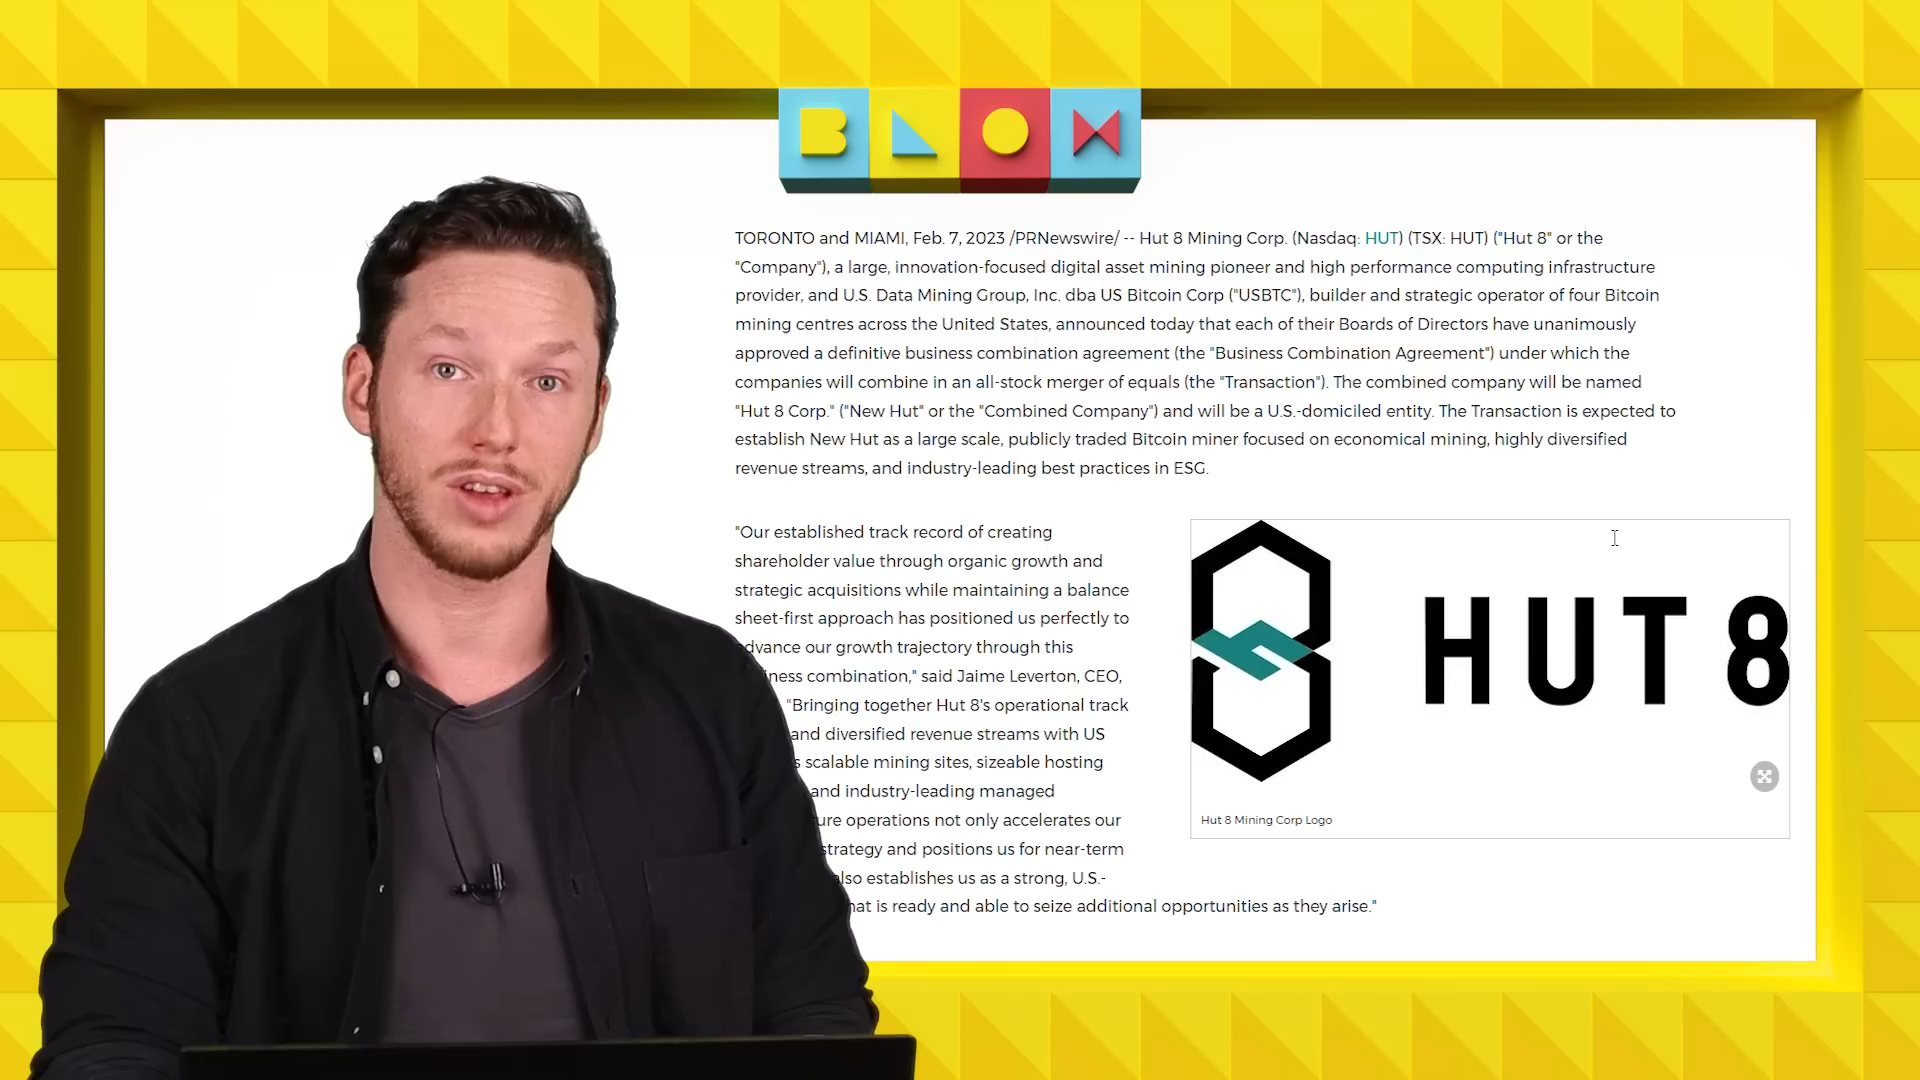 BLOX
TORONTO and MIAMI, Feb. 7, 2023 /PRNewswire/ -- Hut 8 Mining Corp. (Nasdaq: HUT) (TSX: HUT) ("Hut 8" or the
"Company"), a large, innovation-focused digital asset mining pioneer and high performance computing infrastructure
provider, and U.S. Data Mining Group, Inc. dba US Bitcoin Corp ("USBTC"), builder and strategic operator of four Bitcoin
mining centres across the United States, announced today that each of their Boards of Directors have unanimously
approved a definitive business combination agreement (the "Business Combination Agreement") under which the
companies will combine in an all-stock merger of equals (the "Transaction"). The combined company will be named
"Hut 8 Corp." ("New Hut" or the "Combined Company") and will be a U.S.-domiciled entity. The Transaction is expected to
establish New Hut as a large scale, publicly traded Bitcoin miner focused on economical mining, highly diversified
revenue streams, and industry-leading best practices in ESG.
"Our established track record of creating
shareholder value through organic growth and
strategic acquisitions while maintaining a balance
sheet-first approach has positioned us perfectly to
dvance our growth trajectory through this
iness combination," said Jaime Leverton, CEO,
"Bringing together Hut 8's operational track
and diversified revenue streams with US
s scalable mining sites, sizeable hosting
and industry-leading managed
ure operations not only accelerates our
strategy and positions us for near-term
also establishes us as a strong, U.S.-
hat is ready and able to seize additional opportunities as they arise."
HUT 8
Hut 8 Mining Corp Logo